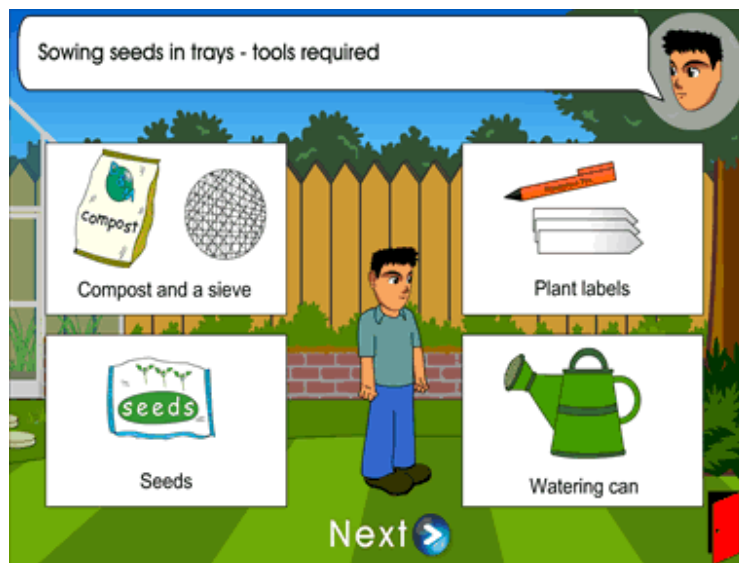 Sowing seeds in trays - tools required
compost
Compost and a sieve
Plant labels
seeds
Seeds
Watering can
Next